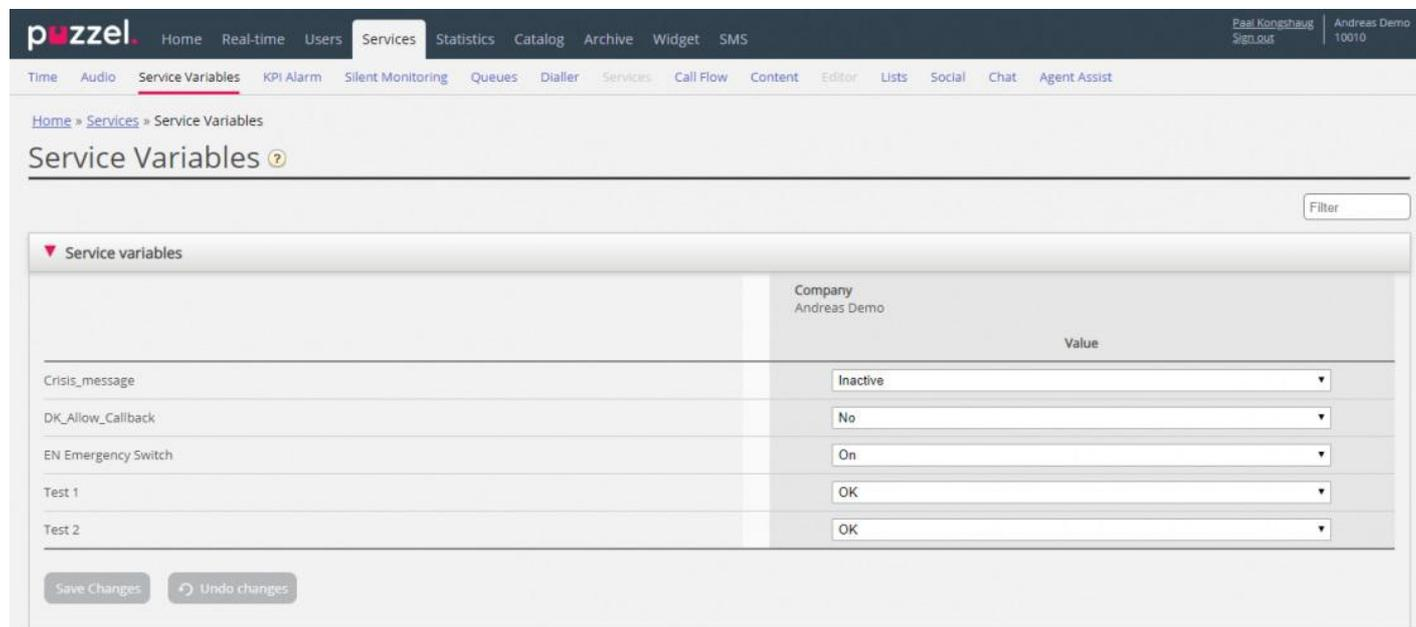 puzzel.
Home Real-time Users Services Statistics Catalog Archive Widget SMS
Paal Kongshaug
Sign out
Andreas Demo
10010
Time Audio Service Variables KPI Alarm Silent Monitoring Queues Dialler Services Call Flow Content Editor Lists Social Chat Agent Assist
Home » Services » Service Variables
Service Variables ?
Filter
Service variables
Company
Andreas Demo
Value
Crisis_message Inactive
DK_Allow_Callback No
EN Emergency Switch On
Test 1 OK
Test 2 OK
Save Changes Undo changes